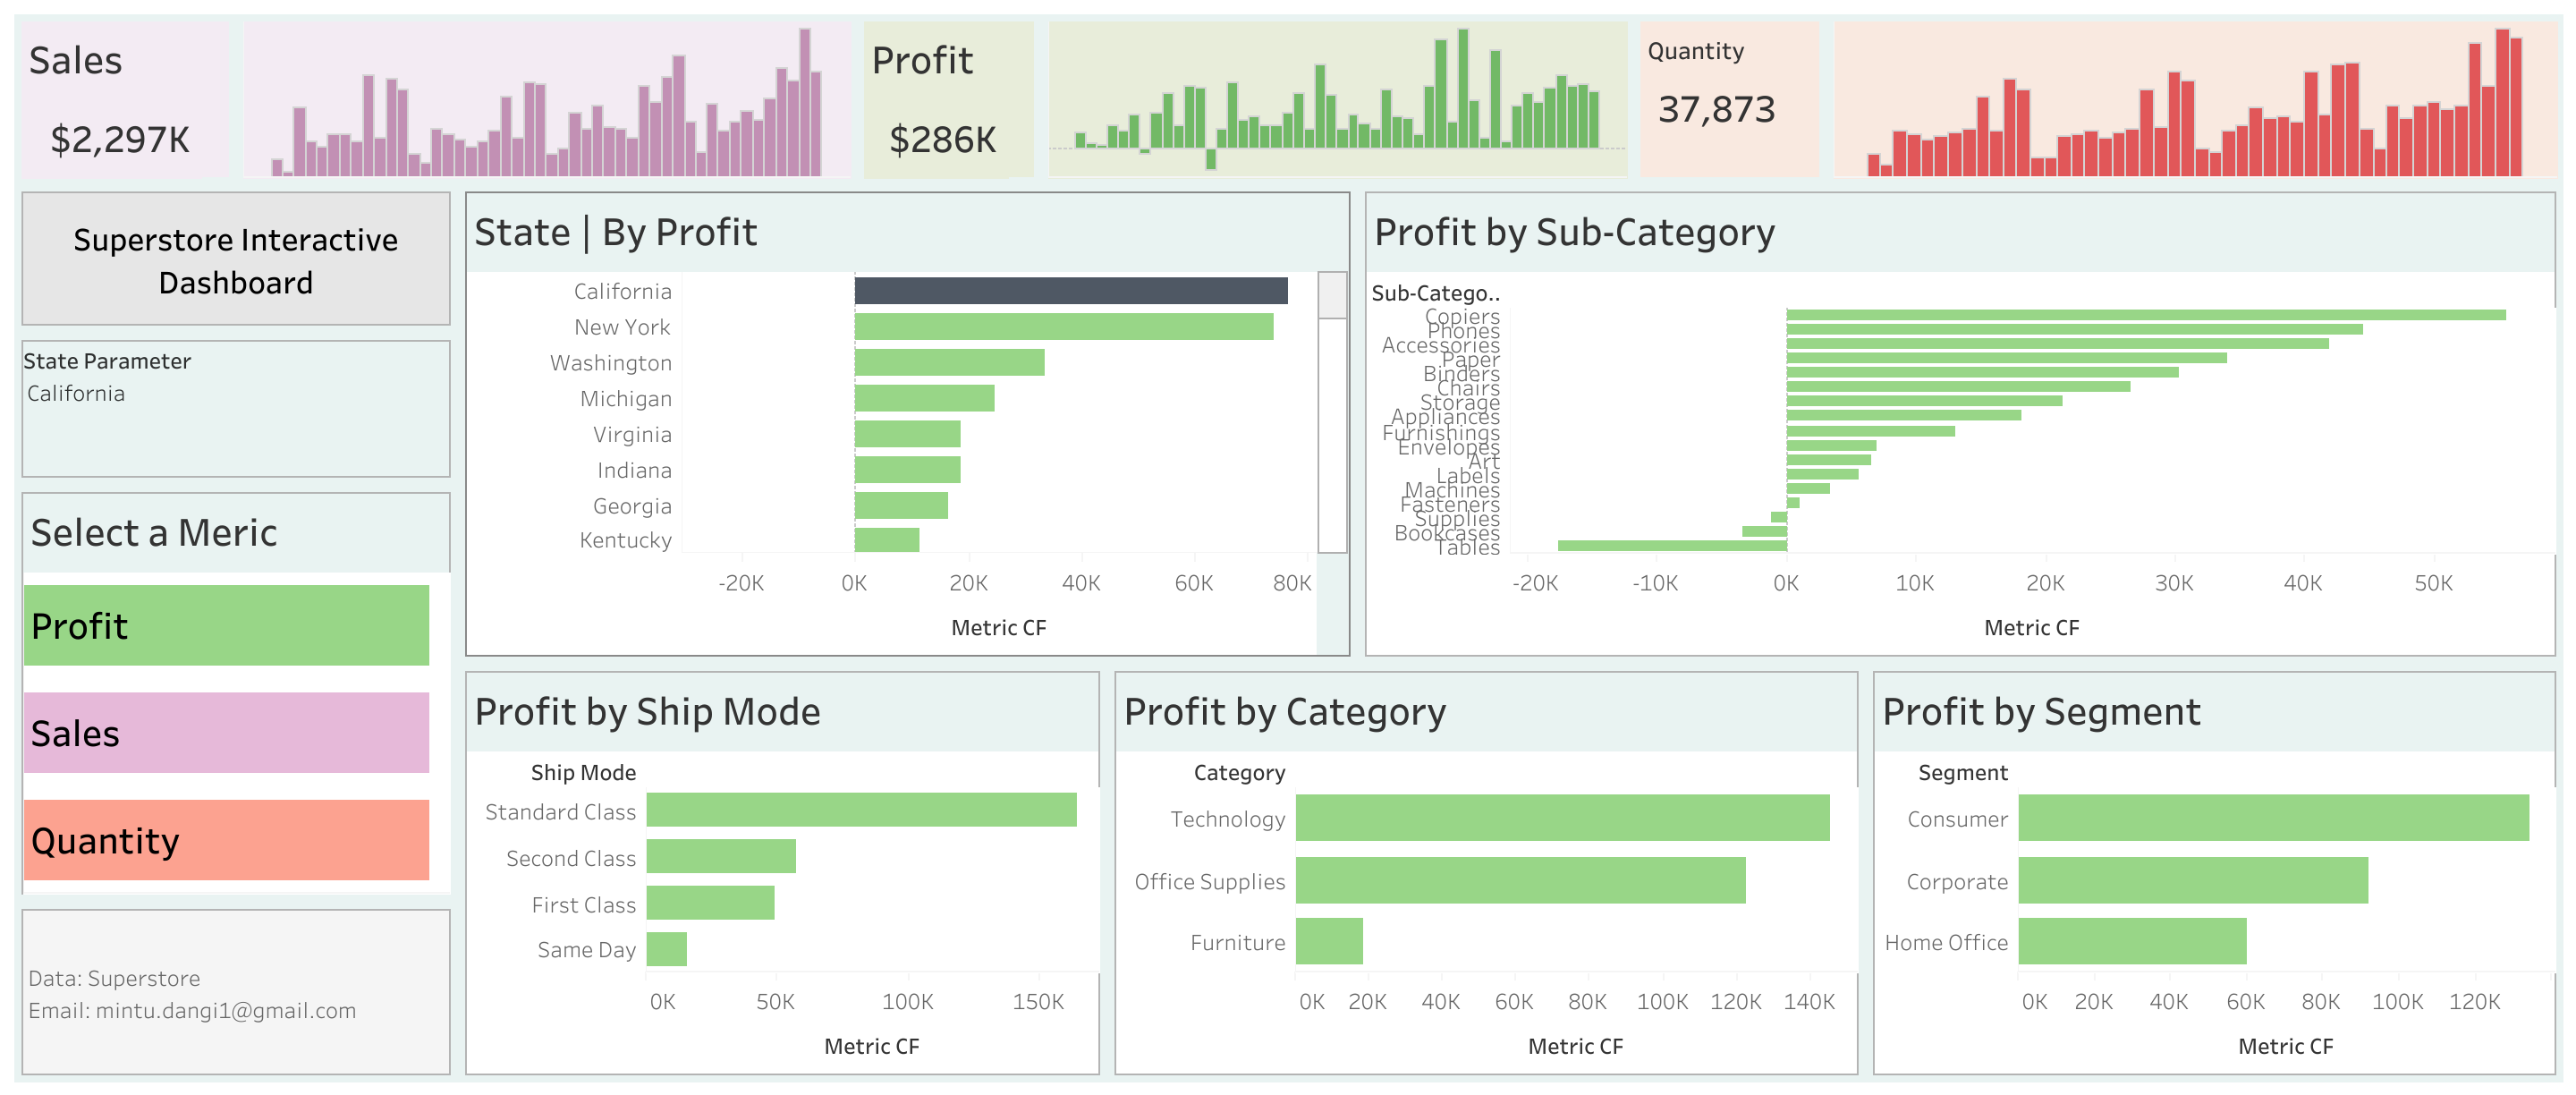 Sales
$2,297K
Profit
$286K
Quantity
37,873
Superstore Interactive
Dashboard
State Parameter
California
Select a Meric
Profit
Sales
Quantity
Data: Superstore
Email: mintu.dangi1@gmail.com
State | By Profit
California
New York
Washington
Michigan
Virginia
Indiana
Georgia
Kentucky
-20K 0K 20K 40K 60K 80K
Metric CF
Profit by Sub-Category
Sub-Catego..
Copiers
Phones
Accessories
Paper
Binders
Chairs
Storage
Appliances
Furnishings
Envelopes
Art
Labels
Machines
Fasteners
Supplies
Bookcases
Tables
-20K -10K 0K 10K 20K 30K 40K 50K
Metric CF
Profit by Ship Mode
Ship Mode
Standard Class
Second Class
First Class
Same Day
0K 50K 100K 150K
Metric CF
Profit by Category
Category
Technology
Office Supplies
Furniture
0K 20K 40K 60K 80K 100K 120K 140K
Metric CF
Profit by Segment
Segment
Consumer
Corporate
Home Office
0K 20K 40K 60K 80K 100K 120K
Metric CF